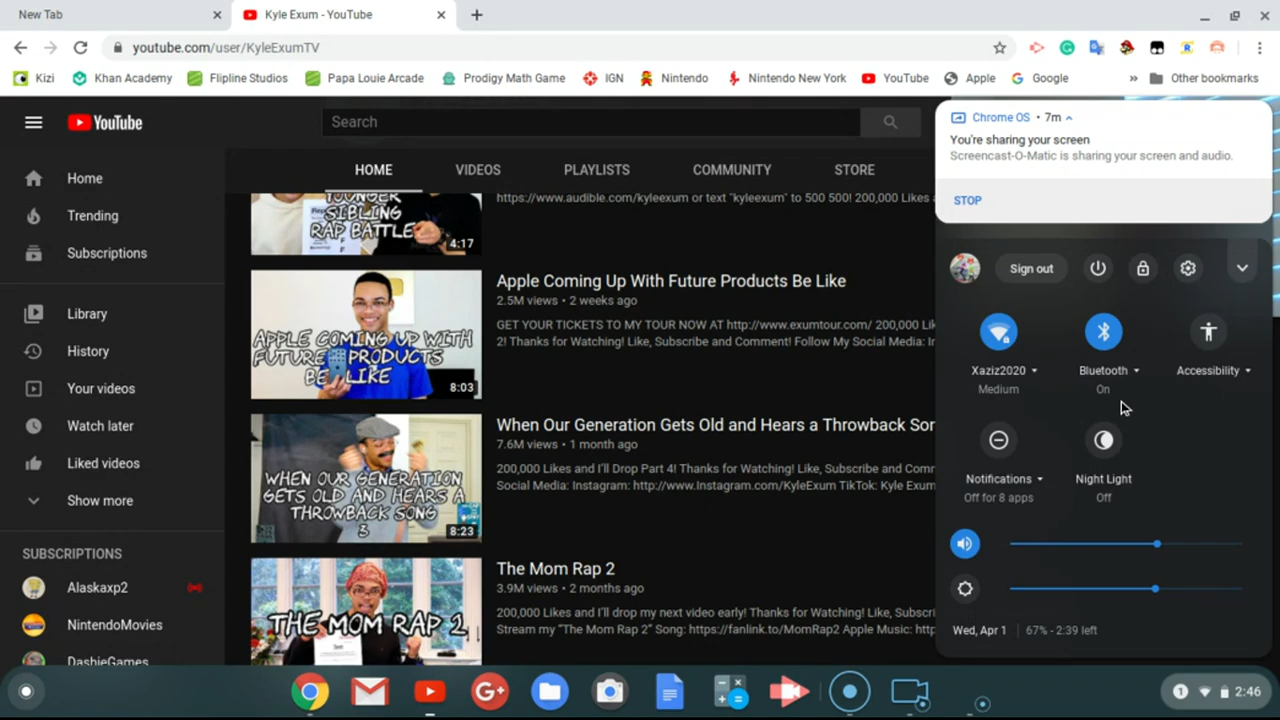 New Tab
Kyle Exum - YouTube
youtube.com/user/KyleExumTV
Kizi
Khan Academy
Flipline Studios
Papa Louie Arcade
Prodigy Math Game
IGN
Nintendo
Nintendo New York
YouTube
Apple
Google
Other bookmarks
YouTube
Search
Home
Trending
Subscriptions
Library
History
Your videos
Watch later
Liked videos
Show more
SUBSCRIPTIONS
Alaskaxp2
NintendoMovies
DashieGames
HOME
VIDEOS
PLAYLISTS
COMMUNITY
STORE
YOUNGER
SIBLING
RAP BATTLE
4:17
https://www.audible.com/kyleexum or text "kyleexum" to 500 500! 200,000 Likes
APPLE COMING UP WITH
FUTURE PRODUCTS
BE LIKE
8:03
Apple Coming Up With Future Products Be Like
2.5M views • 2 weeks ago
GET YOUR TICKETS TO MY TOUR NOW AT http://www.exumtour.com/ 200,000 Lik
2! Thanks for Watching! Like, Subscribe and Comment! Follow My Social Media: I
WHEN OUR GENERATION
GETS OLD AND HEARS A
THROWBACK SONG
3
8:23
When Our Generation Gets Old and Hears a Throwback Sor
7.6M views • 1 month ago
200,000 Likes and I'll Drop Part 4! Thanks for Watching! Like, Subscribe and Comm
Social Media: Instagram: http://www.Instagram.com/KyleExum TikTok: Kyle Exum
THE MOM RAP 2
The Mom Rap 2
3.9M views • 2 months ago
200,000 Likes and I'll drop my next video early! Thanks for Watching! Like, Subscr
Stream my "The Mom Rap 2" Song: https://fanlink.to/MomRap2 Apple Music: http
Chrome OS • 7m
You're sharing your screen
Screencast-O-Matic is sharing your screen and audio.
STOP
Sign out
Xaziz2020
Medium
Bluetooth
On
Accessibility
Notifications
Off for 8 apps
Night Light
Off
Wed, Apr 1
67% - 2:39 left
1
2:46